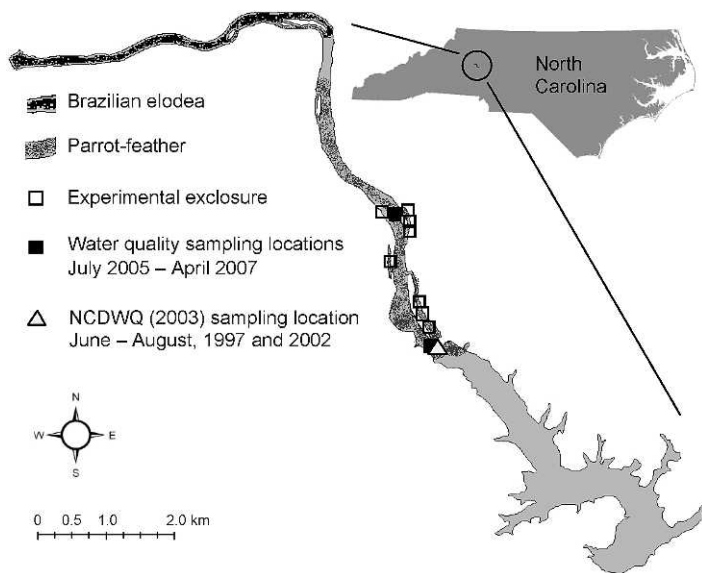 North
Carolina
Brazilian elodea
Parrot-feather
Experimental exclosure
Water quality sampling locations
July 2005 – April 2007
NCDWQ (2003) sampling location
June – August, 1997 and 2002
N
W E
S
0 0.5 1.0 2.0 km